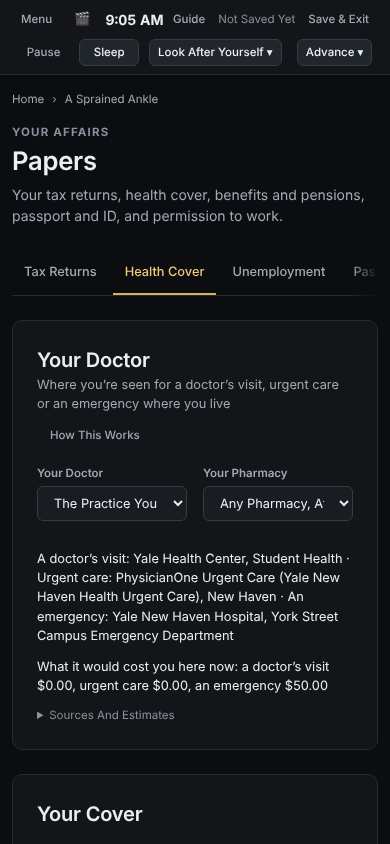 Menu 🎬 9:05 AM Guide Not Saved Yet Save & Exit
Pause Sleep Look After Yourself ▾ Advance ▾
Home › A Sprained Ankle
YOUR AFFAIRS
Papers
Your tax returns, health cover, benefits and pensions,
passport and ID, and permission to work.
Tax Returns Health Cover Unemployment Pas
Your Doctor
Where you’re seen for a doctor’s visit, urgent care
or an emergency where you live
How This Works
Your Doctor Your Pharmacy
The Practice You Any Pharmacy, A
A doctor’s visit: Yale Health Center, Student Health ·
Urgent care: PhysicianOne Urgent Care (Yale New
Haven Health Urgent Care), New Haven · An
emergency: Yale New Haven Hospital, York Street
Campus Emergency Department
What it would cost you here now: a doctor’s visit
$0.00, urgent care $0.00, an emergency $50.00
▶ Sources And Estimates
Your Cover